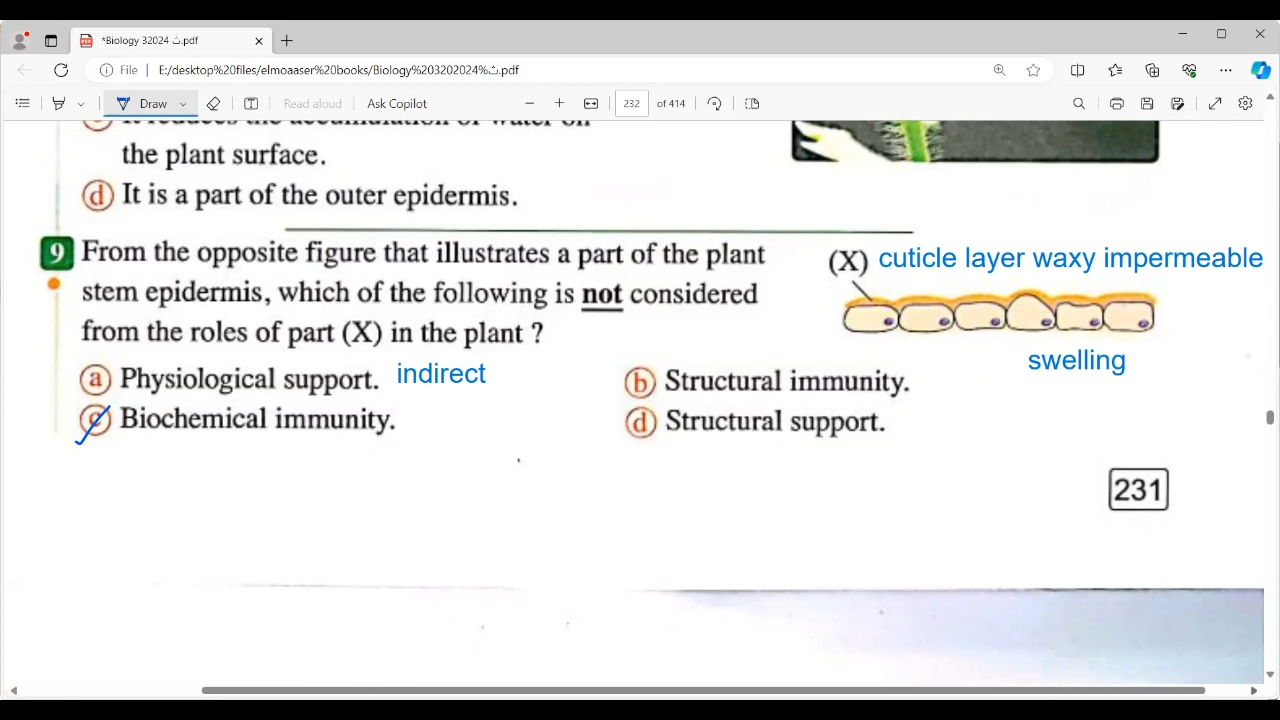 *Biology 32024 ث.pdf
File
E:/desktop%20files/elmoaaser%20books/Biology%203202024%ث.pdf
Draw
Read aloud
Ask Copilot
232
of 414
the plant surface.
d It is a part of the outer epidermis.
9 From the opposite figure that illustrates a part of the plant
stem epidermis, which of the following is not considered
from the roles of part (X) in the plant ?
(X) cuticle layer waxy impermeable
swelling
a Physiological support. indirect
b Structural immunity.
c Biochemical immunity.
d Structural support.
231